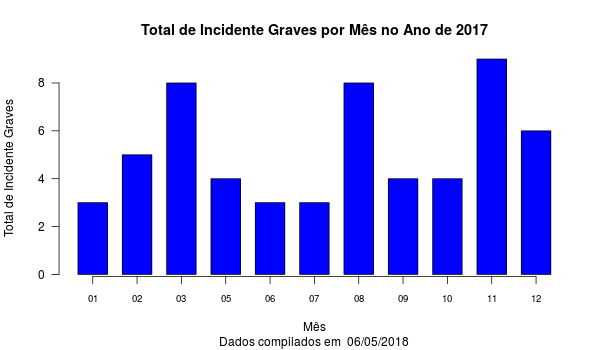 Total de Incidente Graves por Mês no Ano de 2017
Total de Incidente Graves
8
6
4
2
0
01 02 03 05 06 07 08 09 10 11 12
Mês
Dados compilados em 06/05/2018